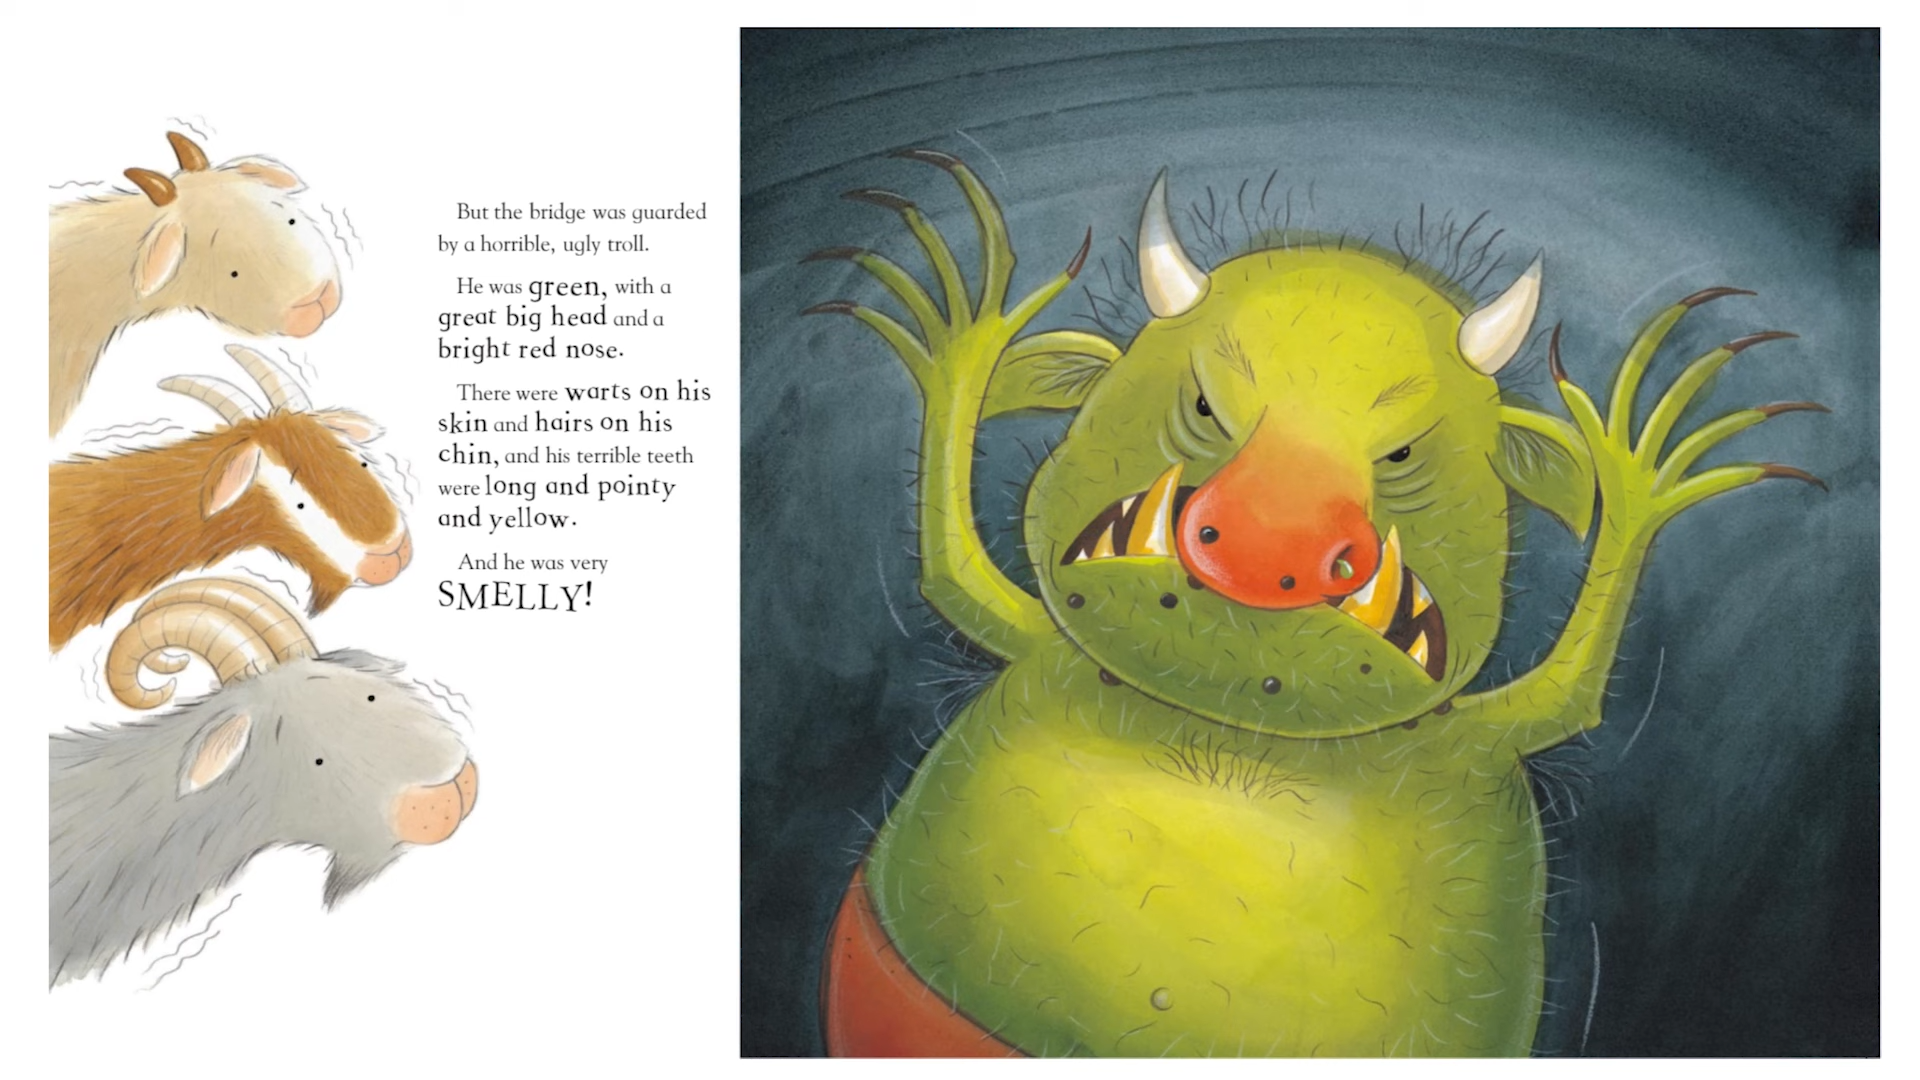 But the bridge was guarded
by a horrible, ugly troll.
He was green, with a
great big head and a
bright red nose.
There were warts on his
skin and hairs on his
chin, and his terrible teeth
were long and pointy
and yellow.
And he was very
SMELLY!